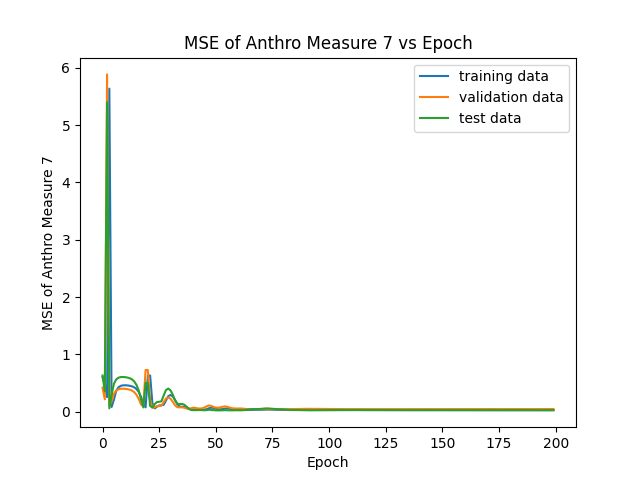 MSE of Anthro Measure 7 vs Epoch
training data
validation data
test data
MSE of Anthro Measure 7
6
5
4
3
2
1
0
0 25 50 75 100 125 150 175 200
Epoch